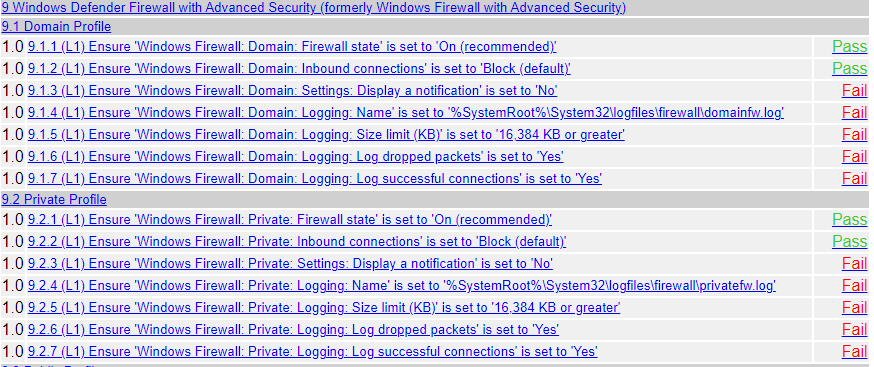 9 Windows Defender Firewall with Advanced Security (formerly Windows Firewall with Advanced Security)
9.1 Domain Profile
1.0 9.1.1 (L1) Ensure 'Windows Firewall: Domain: Firewall state' is set to 'On (recommended)' Pass
1.0 9.1.2 (L1) Ensure 'Windows Firewall: Domain: Inbound connections' is set to 'Block (default)' Pass
1.0 9.1.3 (L1) Ensure 'Windows Firewall: Domain: Settings: Display a notification' is set to 'No' Fail
1.0 9.1.4 (L1) Ensure 'Windows Firewall: Domain: Logging: Name' is set to '%SystemRoot%\System32\logfiles\firewall\domainfw.log' Fail
1.0 9.1.5 (L1) Ensure 'Windows Firewall: Domain: Logging: Size limit (KB)' is set to '16,384 KB or greater' Fail
1.0 9.1.6 (L1) Ensure 'Windows Firewall: Domain: Logging: Log dropped packets' is set to 'Yes' Fail
1.0 9.1.7 (L1) Ensure 'Windows Firewall: Domain: Logging: Log successful connections' is set to 'Yes' Fail
9.2 Private Profile
1.0 9.2.1 (L1) Ensure 'Windows Firewall: Private: Firewall state' is set to 'On (recommended)' Pass
1.0 9.2.2 (L1) Ensure 'Windows Firewall: Private: Inbound connections' is set to 'Block (default)' Pass
1.0 9.2.3 (L1) Ensure 'Windows Firewall: Private: Settings: Display a notification' is set to 'No' Fail
1.0 9.2.4 (L1) Ensure 'Windows Firewall: Private: Logging: Name' is set to '%SystemRoot%\System32\logfiles\firewall\privatefw.log' Fail
1.0 9.2.5 (L1) Ensure 'Windows Firewall: Private: Logging: Size limit (KB)' is set to '16,384 KB or greater' Fail
1.0 9.2.6 (L1) Ensure 'Windows Firewall: Private: Logging: Log dropped packets' is set to 'Yes' Fail
1.0 9.2.7 (L1) Ensure 'Windows Firewall: Private: Logging: Log successful connections' is set to 'Yes' Fail